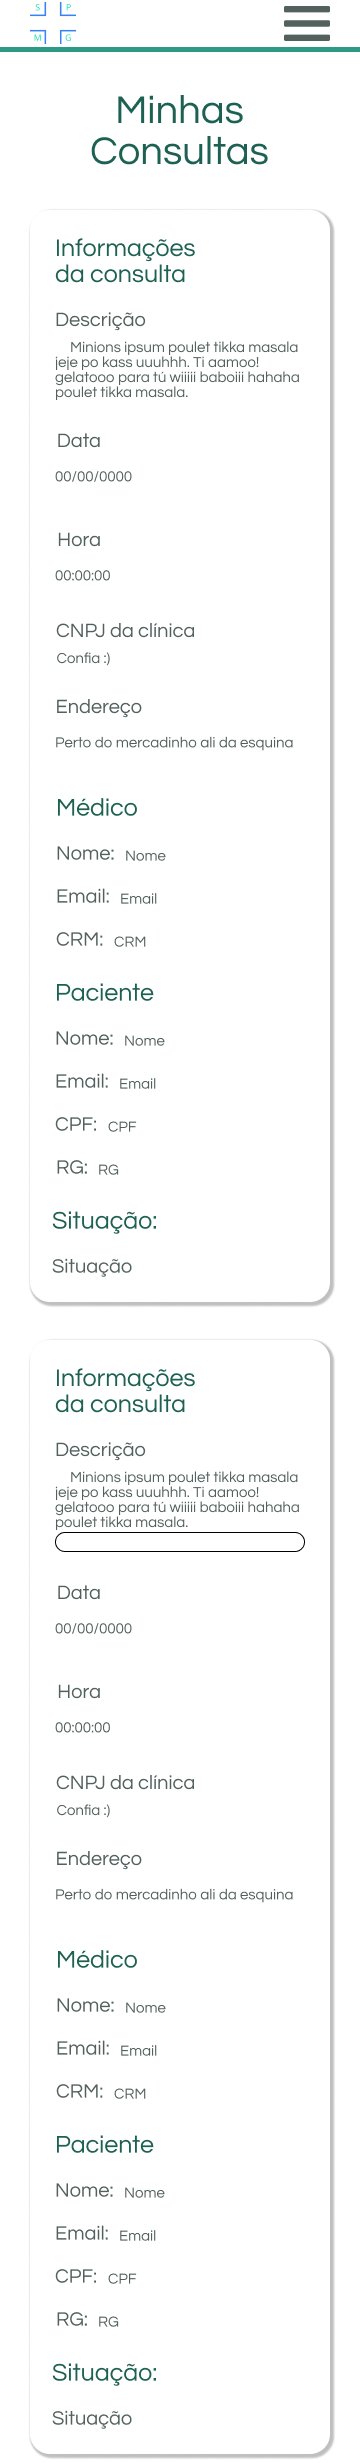 S P
M G
Minhas
Consultas
Informações
da consulta
Descrição
Minions ipsum poulet tikka masala
jeje po kass uuuhhh. Ti aamoo!
gelatooo para tú wiiiii baboiii hahaha
poulet tikka masala.
Data
00/00/0000
Hora
00:00:00
CNPJ da clínica
Confia :)
Endereço
Perto do mercadinho ali da esquina
Médico
Nome: Nome
Email: Email
CRM: CRM
Paciente
Nome: Nome
Email: Email
CPF: CPF
RG: RG
Situação:
Situação
Informações
da consulta
Descrição
Minions ipsum poulet tikka masala
jeje po kass uuuhhh. Ti aamoo!
gelatooo para tú wiiiii baboiii hahaha
poulet tikka masala.
Data
00/00/0000
Hora
00:00:00
CNPJ da clínica
Confia :)
Endereço
Perto do mercadinho ali da esquina
Médico
Nome: Nome
Email: Email
CRM: CRM
Paciente
Nome: Nome
Email: Email
CPF: CPF
RG: RG
Situação:
Situação